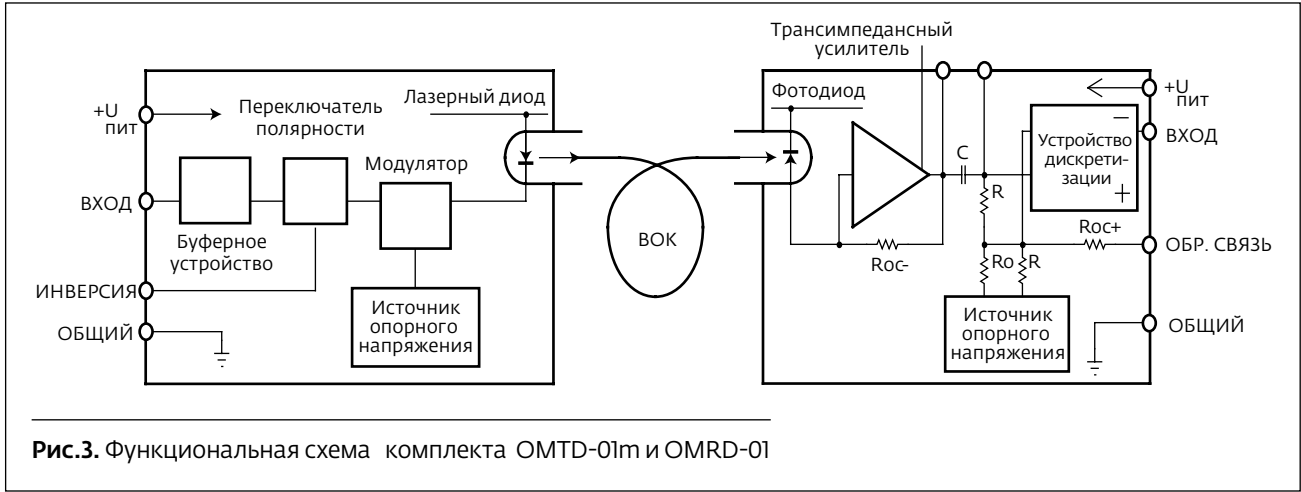 Трансимпедансный
усилитель
+U
пит
Переключатель
полярности
Лазерный диод
Модулятор
ВХОД
Буферное
устройство
ИНВЕРСИЯ
ОБЩИЙ
Источник
опорного
напряжения
ВОК
Фотодиод
C
R
Rос-
Ro
R
Rос+
Устройство
дискрети-
зации
−
+
Источник
опорного
напряжения
+U
пит
ВХОД
ОБР. СВЯЗЬ
ОБЩИЙ
Рис.3. Функциональная схема комплекта OMTD-01m и OMRD-01